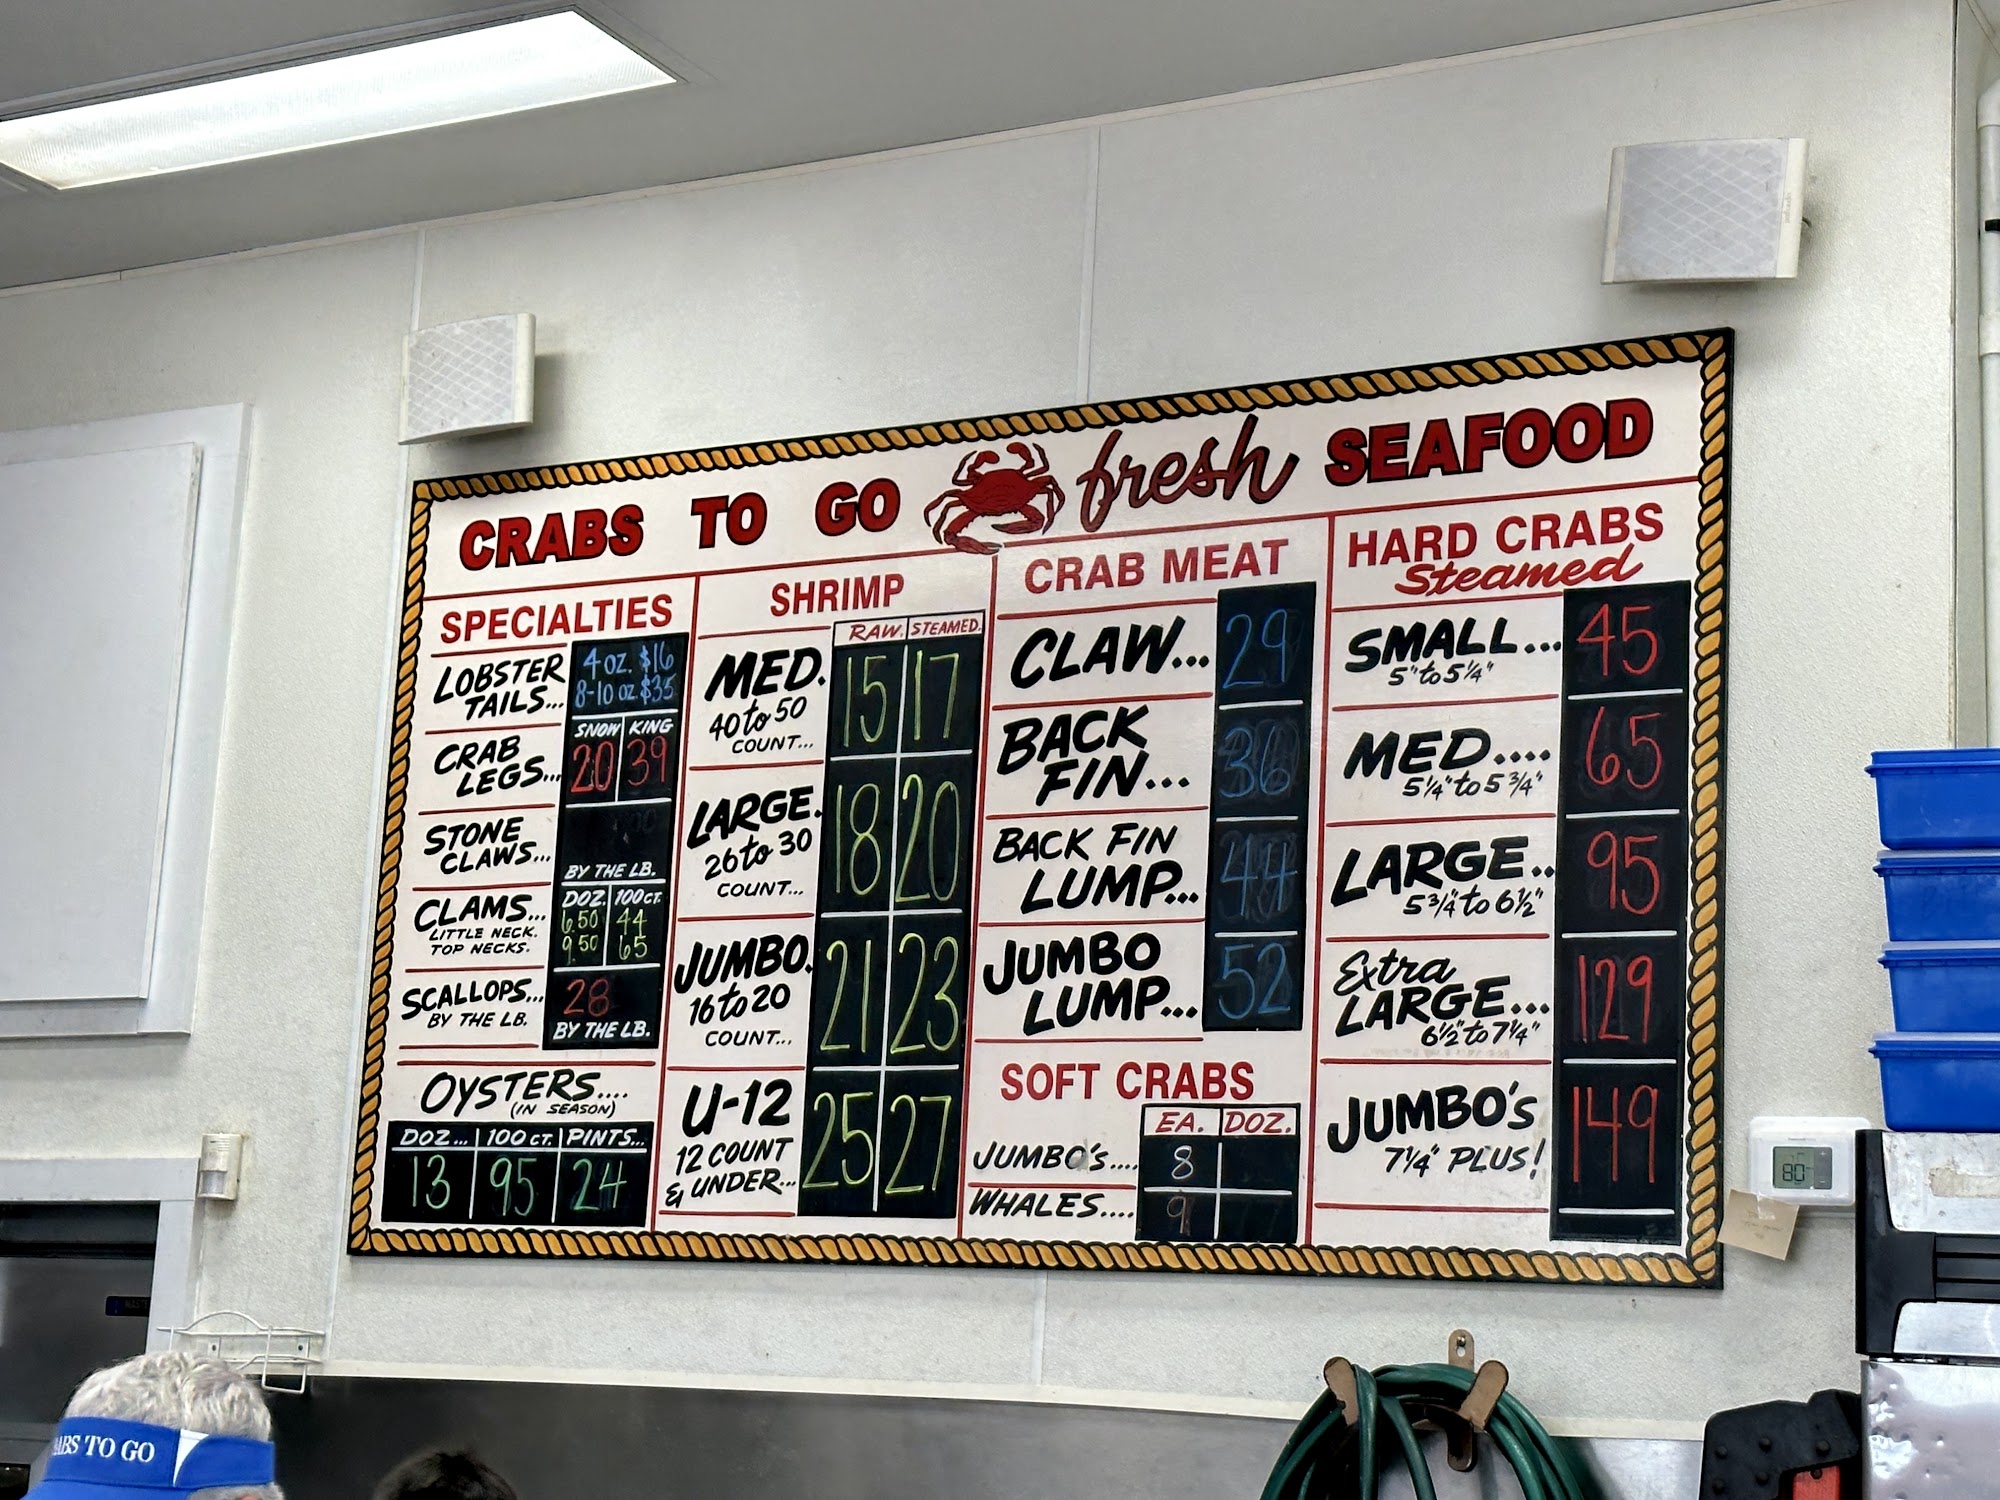 CRABS TO GO fresh SEAFOOD
SPECIALTIES
LOBSTER
TAILS...
4 oz. $16
8-10 oz. $35
CRAB
LEGS...
SNOW KING
20 39
STONE
CLAWS...
BY THE LB.
CLAMS...
LITTLE NECK.
TOP NECKS.
DOZ. 100 CT.
6.50 44
9.50 65
SCALLOPS...
BY THE LB.
28
BY THE LB.
OYSTERS....
(IN SEASON)
DOZ... 100 CT. PINTS...
13 95 24
SHRIMP
RAW. STEAMED.
MED.
40 to 50
COUNT...
15 17
LARGE.
26 to 30
COUNT...
18 20
JUMBO.
16 to 20
COUNT...
21 23
U-12
12 COUNT
& UNDER...
25 27
CRAB MEAT
CLAW...
29
BACK
FIN...
36
BACK FIN
LUMP...
44
JUMBO
LUMP...
52
SOFT CRABS
EA. DOZ.
JUMBO's....
8
WHALES....
9
HARD CRABS
Steamed
SMALL...
5" to 5¼"
45
MED....
5¼" to 5¾"
65
LARGE..
5¾" to 6½"
95
Extra
LARGE...
6½" to 7¼"
129
JUMBO's
7¼" PLUS!
149
80
ABS TO GO